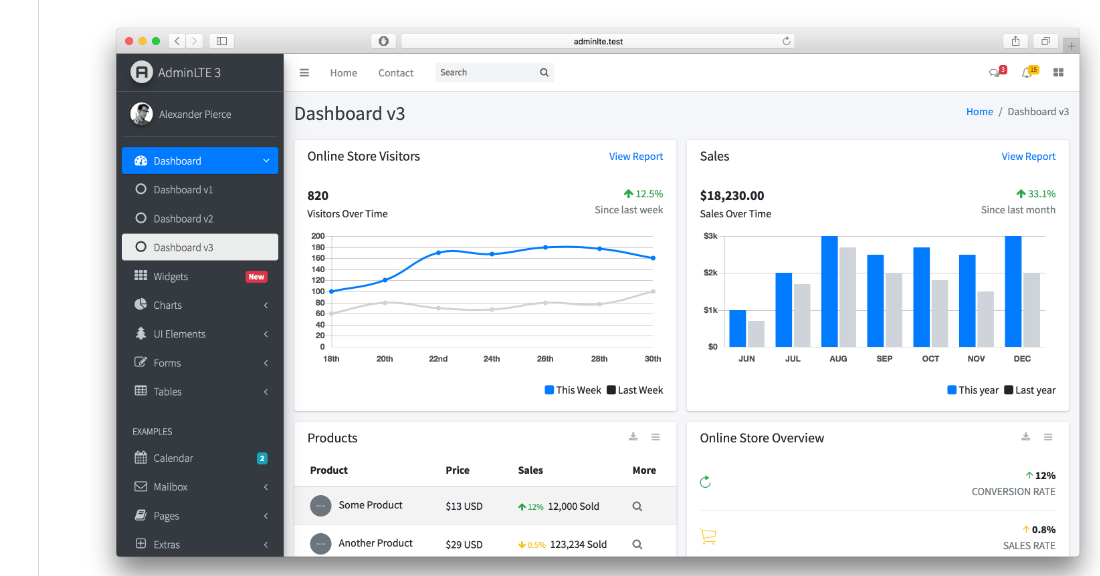 adminlte.test
AdminLTE 3
Home Contact Search 3 15
Alexander Pierce
Dashboard
Dashboard v1
Dashboard v2
Dashboard v3
Widgets New
Charts
UI Elements
Forms
Tables
EXAMPLES
Calendar 2
Mailbox
Pages
Extras
Dashboard v3
Home / Dashboard v3
Online Store Visitors View Report
820 12.5%
Visitors Over Time Since last week
200
180
160
140
120
100
80
60
40
20
0
18th 20th 22nd 24th 26th 28th 30th
This Week Last Week
Sales View Report
$18,230.00 33.1%
Sales Over Time Since last month
$3k
$2k
$1k
$0
JUN JUL AUG SEP OCT NOV DEC
This year Last year
Products
Product Price Sales More
Some Product $13 USD 12% 12,000 Sold
Another Product $29 USD 0.5% 123,234 Sold
Online Store Overview
12%
CONVERSION RATE
0.8%
SALES RATE